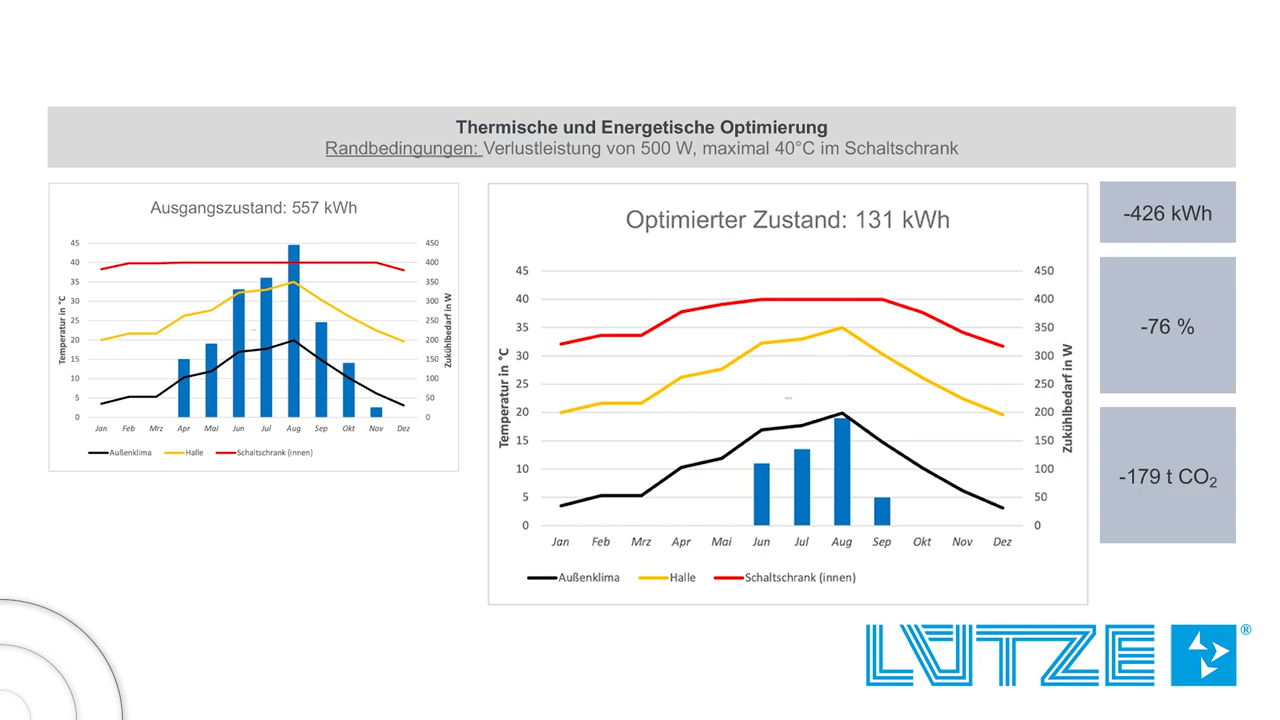 Thermische und Energetische Optimierung
Randbedingungen: Verlustleistung von 500 W, maximal 40°C im Schaltschrank
Ausgangszustand: 557 kWh
Temperatur in °C
45
40
35
30
25
20
15
10
5
0
450
400
350
300
250
200
150
100
50
0
Zukühlbedarf in W
Jan Feb Mrz Apr Mai Jun Jul Aug Sep Okt Nov Dez
Außenklima Halle Schaltschrank (innen)
Optimierter Zustand: 131 kWh
Temperatur in °C
45
40
35
30
25
20
15
10
5
0
450
400
350
300
250
200
150
100
50
0
Zukühlbedarf in W
Jan Feb Mrz Apr Mai Jun Jul Aug Sep Okt Nov Dez
Außenklima Halle Schaltschrank (innen)
-426 kWh
-76 %
-179 t CO₂
LÜTZE ®